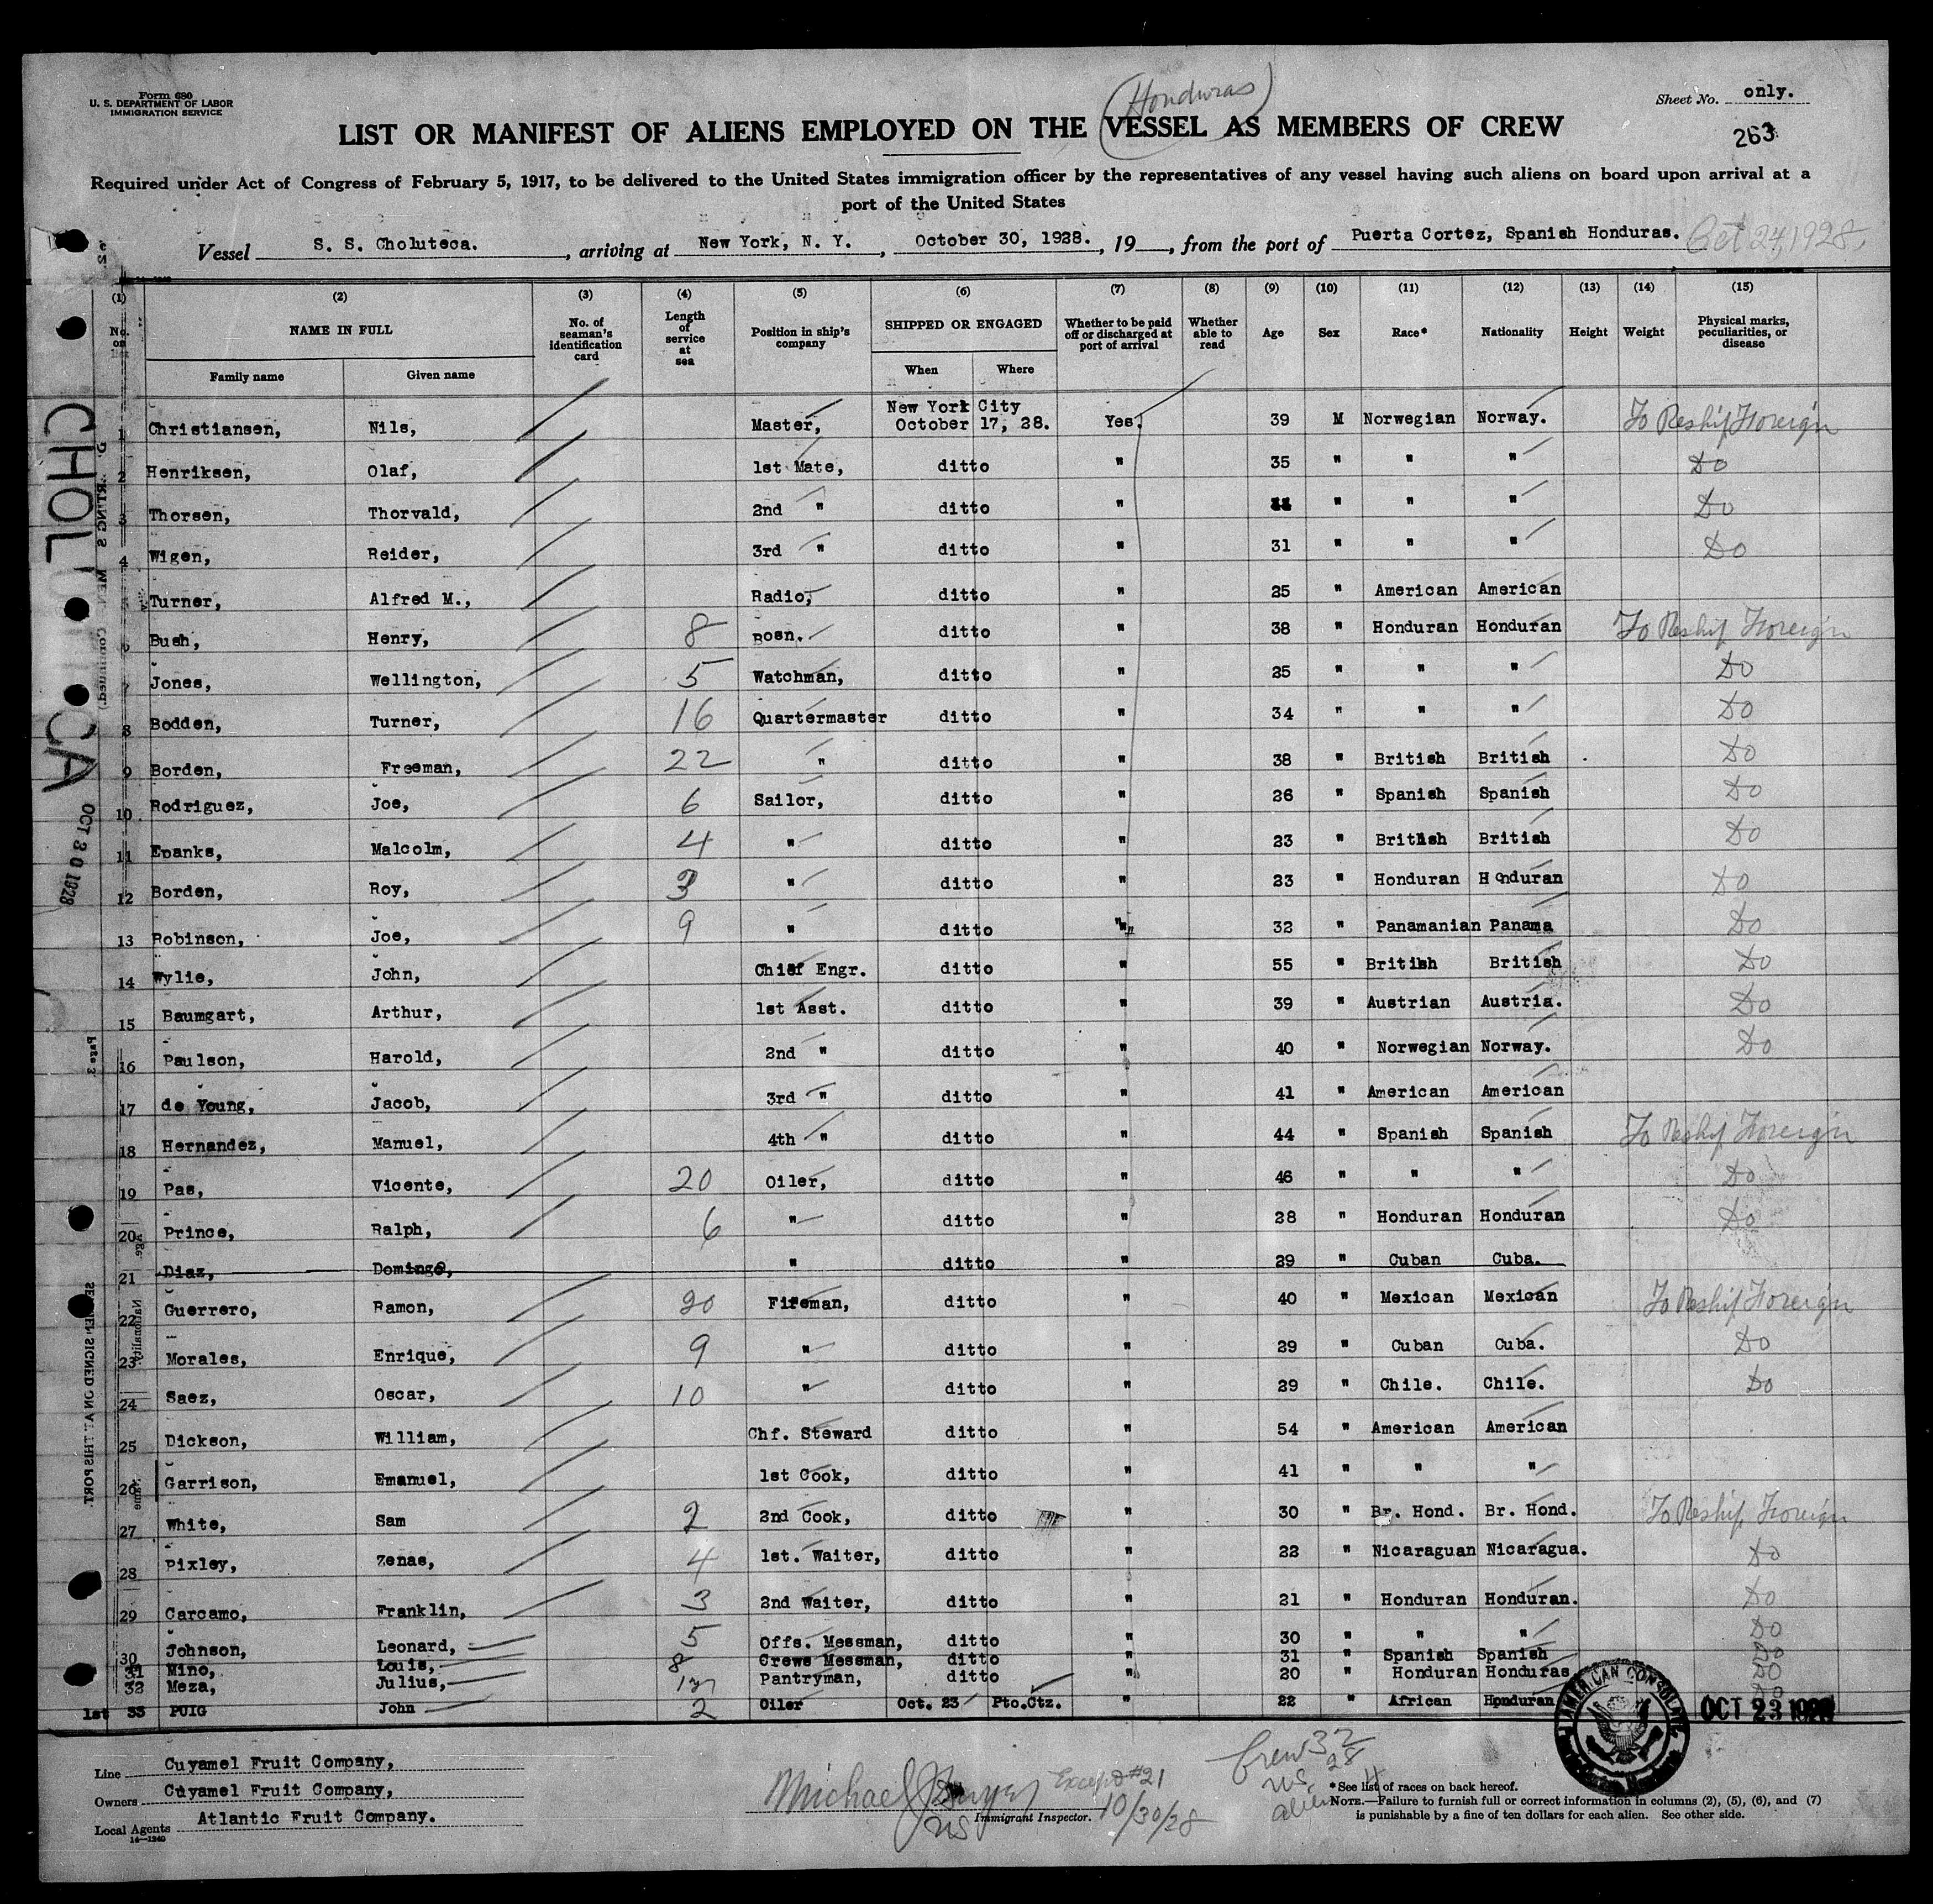 Form 680
U. S. DEPARTMENT OF LABOR
IMMIGRATION SERVICE
(Honduras)
Sheet No. only.
263
LIST OR MANIFEST OF ALIENS EMPLOYED ON THE VESSEL AS MEMBERS OF CREW
Required under Act of Congress of February 5, 1917, to be delivered to the United States immigration officer by the representatives of any vessel having such aliens on board upon arrival at a
port of the United States
Vessel S. S. Choluteca. , arriving at New York, N. Y. , October 30, 1928. , 19 , from the port of Puerta Cortez, Spanish Honduras. Oct 24, 1928.
(1) (2) (3) (4) (5) (6) (7) (8) (9) (10) (11) (12) (13) (14) (15)
No. on list NAME IN FULL No. of seaman's identification card Length of service at sea Position in ship's company SHIPPED OR ENGAGED Whether to be paid off or discharged at port of arrival Whether able to read Age Sex Race* Nationality Height Weight Physical marks, peculiarities, or disease
Family name Given name When Where
1 Christiansen, Nils, Master, New York City October 17, 28. Yes. 39 M Norwegian Norway. To Reship Foreign
2 Henriksen, Olaf, 1st Mate, ditto " 35 " " " Do
3 Thorsen, Thorvald, 2nd " ditto " " " " Do
4 Wigen, Reider, 3rd " ditto " 31 " " " Do
5 Turner, Alfred M., Radio, ditto " 25 " American American
6 Bush, Henry, 8 Bosn. ditto " 38 " Honduran Honduran To Reship Foreign
7 Jones, Wellington, 5 Watchman, ditto " 25 " " " Do
8 Bodden, Turner, 16 Quartermaster ditto " 34 " " " Do
9 Borden, Freeman, 22 " ditto " 38 " British British Do
10 Rodriguez, Joe, 6 Sailor, ditto " 26 " Spanish Spanish Do
11 Epanks, Malcolm, 4 " ditto " 23 " British British Do
12 Borden, Roy, 3 " ditto " 23 " Honduran Honduran Do
13 Robinson, Joe, 9 " ditto " 32 " Panamanian Panama Do
14 Wylie, John, Chief Engr. ditto " 55 " British British Do
15 Baumgart, Arthur, 1st Asst. ditto " 39 " Austrian Austria. Do
16 Paulson, Harold, 2nd " ditto " 40 " Norwegian Norway. Do
17 de Young, Jacob, 3rd " ditto " 41 " American American
18 Hernandez, Manuel, 4th " ditto " 44 " Spanish Spanish To Reship Foreign
19 Pas, Vicente, 20 Oiler, ditto " 46 " " " Do
20 Prince, Ralph, 6 " ditto " 28 " Honduran Honduran Do
21 Diaz, Domingo, " ditto " 29 " Cuban Cuba.
22 Guerrero, Ramon, 20 Fireman, ditto " 40 " Mexican Mexican To Reship Foreign
23 Morales, Enrique, 9 " ditto " 29 " Cuban Cuba. Do
24 Saez, Oscar, 10 " ditto " 29 " Chile. Chile. Do
25 Dickson, William, Chf. Steward ditto " 54 " American American
26 Garrison, Emanuel, 1st Cook, ditto " 41 " " "
27 White, Sam 2 2nd Cook, ditto " 30 " Br. Hond. Br. Hond. To Reship Foreign
28 Pixley, Zenas, 4 1st. Waiter, ditto " 22 " Nicaraguan Nicaragua. Do
29 Carcamo, Franklin, 3 2nd Waiter, ditto " 21 " Honduran Honduran. Do
30 Johnson, Leonard, 5 Offs. Messman, ditto " 30 " " " Do
31 Nino, Louis, 8 Crews Messman, ditto " 31 " Spanish Spanish Do
32 Meza, Julius, Pantryman, ditto " 20 " Honduran Honduras Do
1st 33 PUIG John 2 Oiler Oct. 23 Pto.Ctz. " 22 " African Honduran Do
AMERICAN CONSULATE
OCT 23 1928
CHOLUTECA
OCT 30 1928
Page 3
SEAMEN SIGNED ON AT THIS PORT.
Nationality
Line Cuyamel Fruit Company,
Owners Cuyamel Fruit Company,
Local Agents Atlantic Fruit Company.
14—1240
Michael J.
Except #21
10/30/28
Immigrant Inspector.
Crew 32
US. 4
alien 28
*See list of races on back hereof.
NOTE.—Failure to furnish full or correct information in columns (2), (5), (6), and (7)
is punishable by a fine of ten dollars for each alien. See other side.